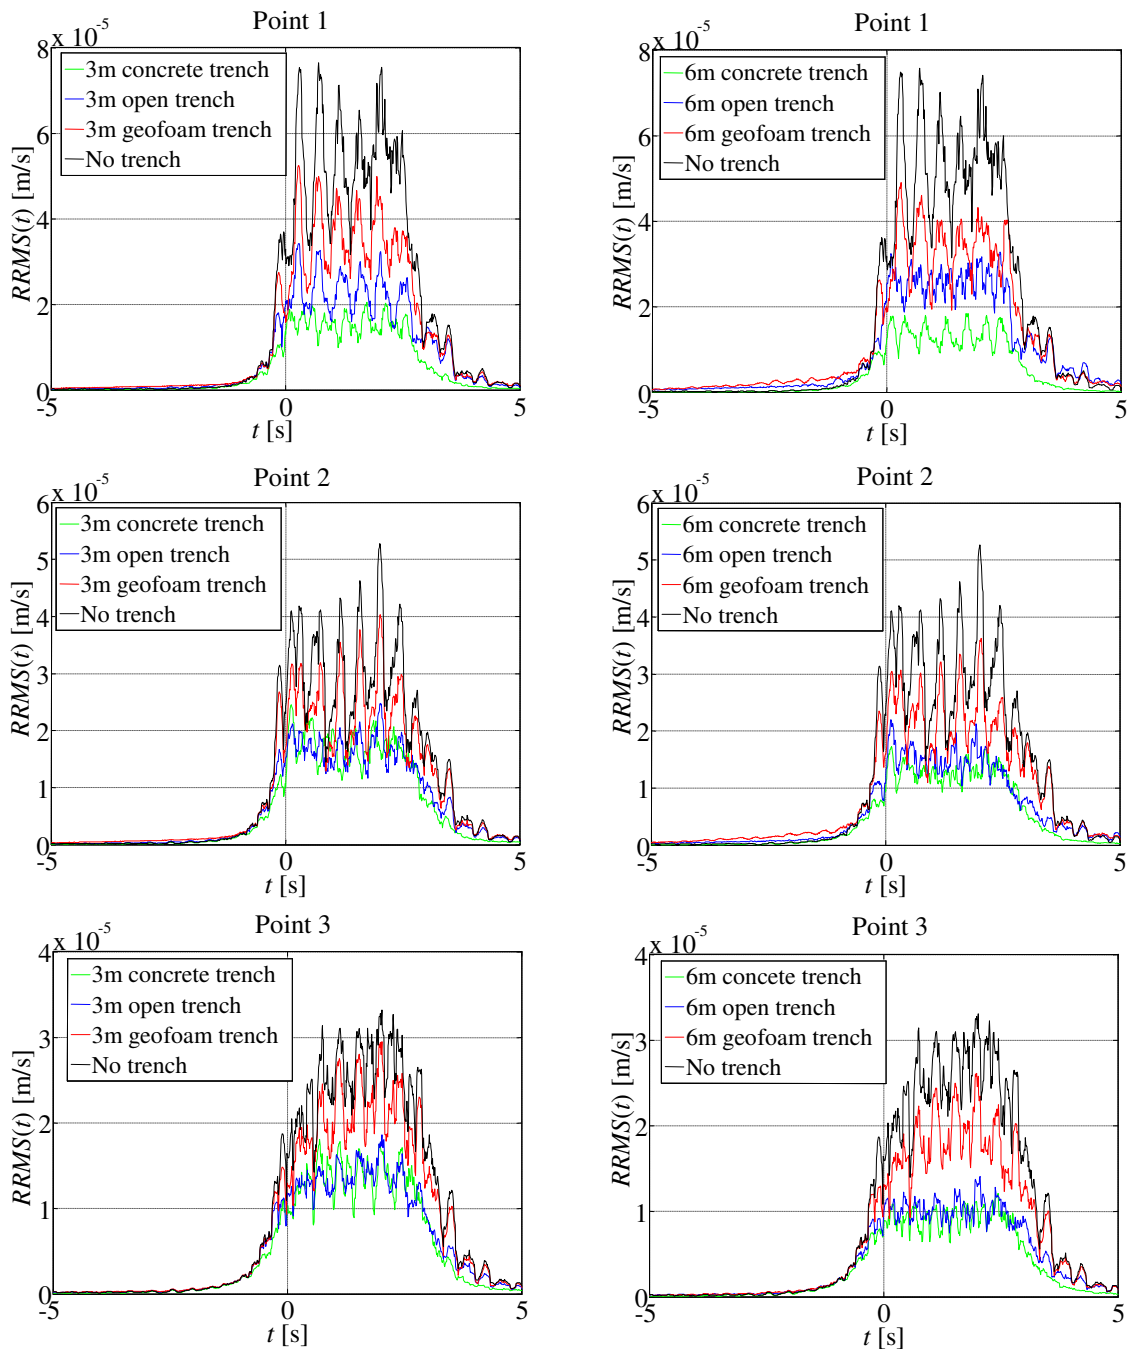 Point 1
x 10^-5
8
6
4
2
0
3m concrete trench
3m open trench
3m geofoam trench
No trench
RRMS(t) [m/s]
-5
0
5
t [s]
Point 1
x 10^-5
8
6
4
2
0
6m concrete trench
6m open trench
6m geofoam trench
No trench
RRMS(t) [m/s]
-5
0
5
t [s]
Point 2
x 10^-5
6
5
4
3
2
1
0
3m concrete trench
3m open trench
3m geofoam trench
No trench
RRMS(t) [m/s]
-5
0
5
t [s]
Point 2
x 10^-5
6
5
4
3
2
1
0
6m concrete trench
6m open trench
6m geofoam trench
No trench
RRMS(t) [m/s]
-5
0
5
t [s]
Point 3
x 10^-5
4
3
2
1
0
3m concrete trench
3m open trench
3m geofoam trench
No trench
RRMS(t) [m/s]
-5
0
5
t [s]
Point 3
x 10^-5
4
3
2
1
0
6m concete trench
6m open trench
6m geofoam trench
No trench
RRMS(t) [m/s]
-5
0
5
t [s]